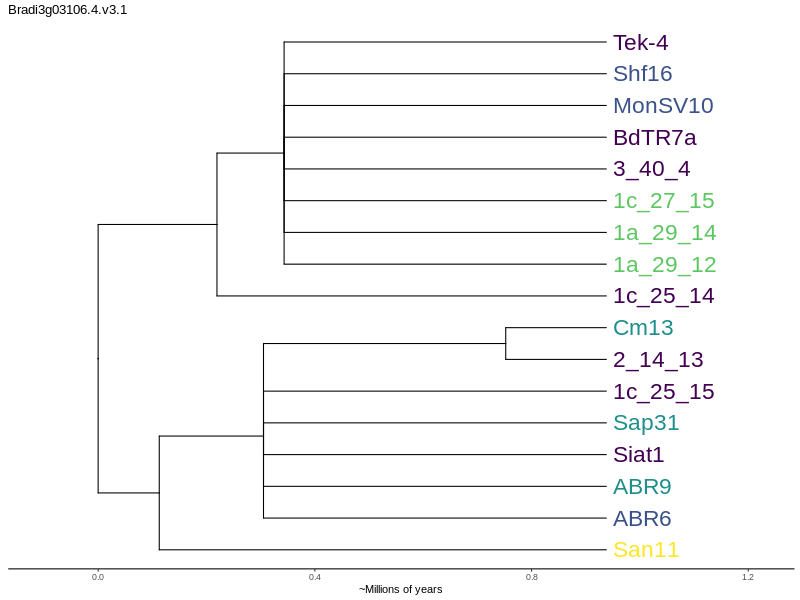 Bradi3g03106.4.v3.1
Tek-4
Shf16
MonSV10
BdTR7a
3_40_4
1c_27_15
1a_29_14
1a_29_12
1c_25_14
Cm13
2_14_13
1c_25_15
Sap31
Siat1
ABR9
ABR6
San11
0.0 0.4 0.8 1.2
~Millions of years